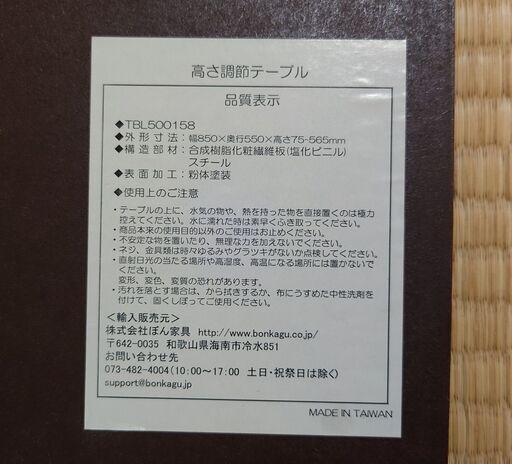 高さ調節テーブル
品質表示
◆TBL500158
◆外形寸法：幅850×奥行550×高さ75-565mm
◆構造部材：合成樹脂化粧繊維板(塩化ビニル)
スチール
◆表面加工：粉体塗装
◆使用上のご注意
・テーブルの上に、水気の物や、熱を持った物を直接置くのは極力
控えてください。水に濡れた時は素早くふき取ってください。
・商品本来の使用目的以外のご使用はお止めください。
・不安定な物を置いたり、無理な力を加えないでください。
・ネジ、金具類は時々ゆるみやグラツキがないか点検してください。
・直射日光の当たる場所や高湿度、高温になる場所には置かないで
ください。
変形、変色、変質の恐れがあります。
・汚れを落とす場合は、から拭きするか、布にうすめた中性洗剤を
付けて、固くしぼってご使用ください。
＜輸入販売元＞
株式会社ぼん家具 http://www.bonkagu.co.jp/
〒642-0035 和歌山県海南市冷水851
お問い合わせ先
073-482-4004(10:00～17:00 土日・祝祭日は除く)
support@bonkagu.jp
MADE IN TAIWAN